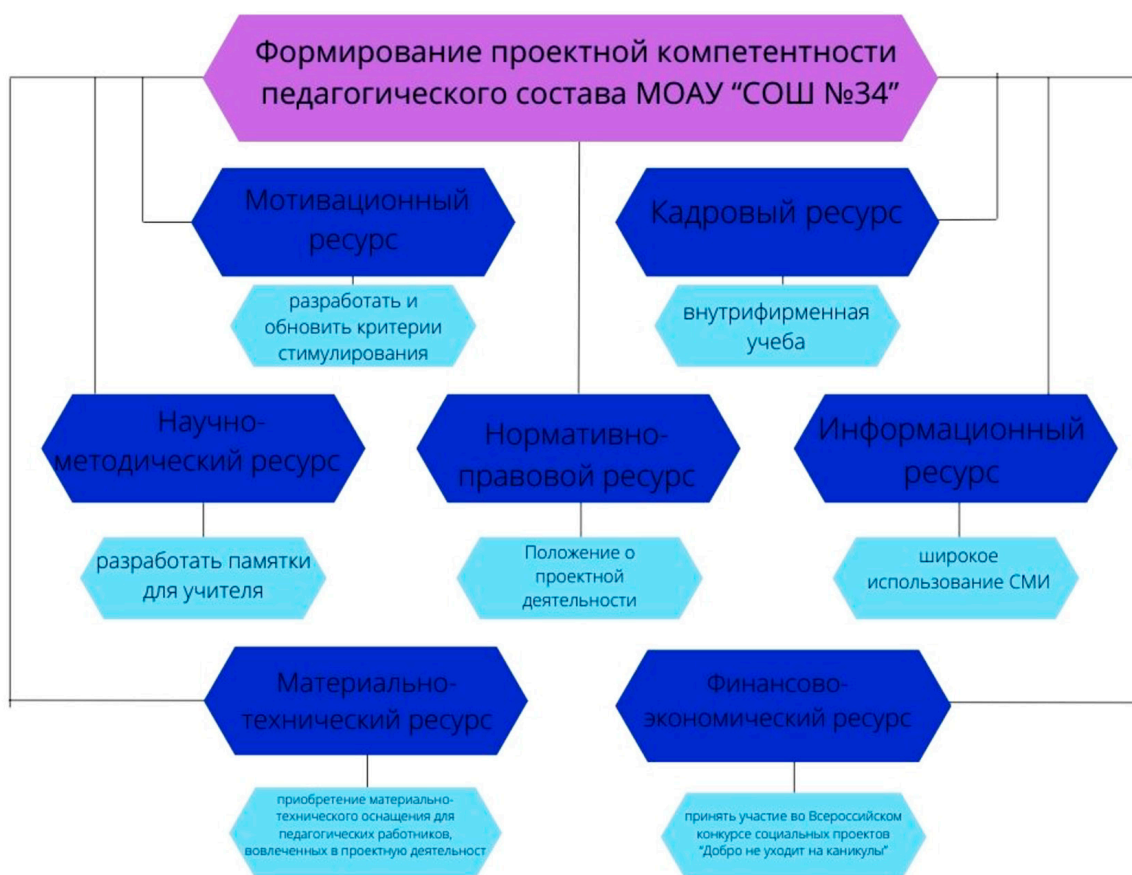 Формирование проектной компетентности
педагогического состава МОАУ “СОШ №34”
Мотивационный
ресурс
разработать и
обновить критерии
стимулирования
Кадровый ресурс
внутрифирменная
учеба
Научно-
методический ресурс
разработать памятки
для учителя
Нормативно-
правовой ресурс
Положение о
проектной
деятельности
Информационный
ресурс
широкое
использование СМИ
Материально-
технический ресурс
приобретение материально-
технического оснащения для
педагогических работников,
вовлеченных в проектную деятельност
Финансово-
экономический ресурс
принять участие во Всероссийском
конкурсе социальных проектов
“Добро не уходит на каникулы”